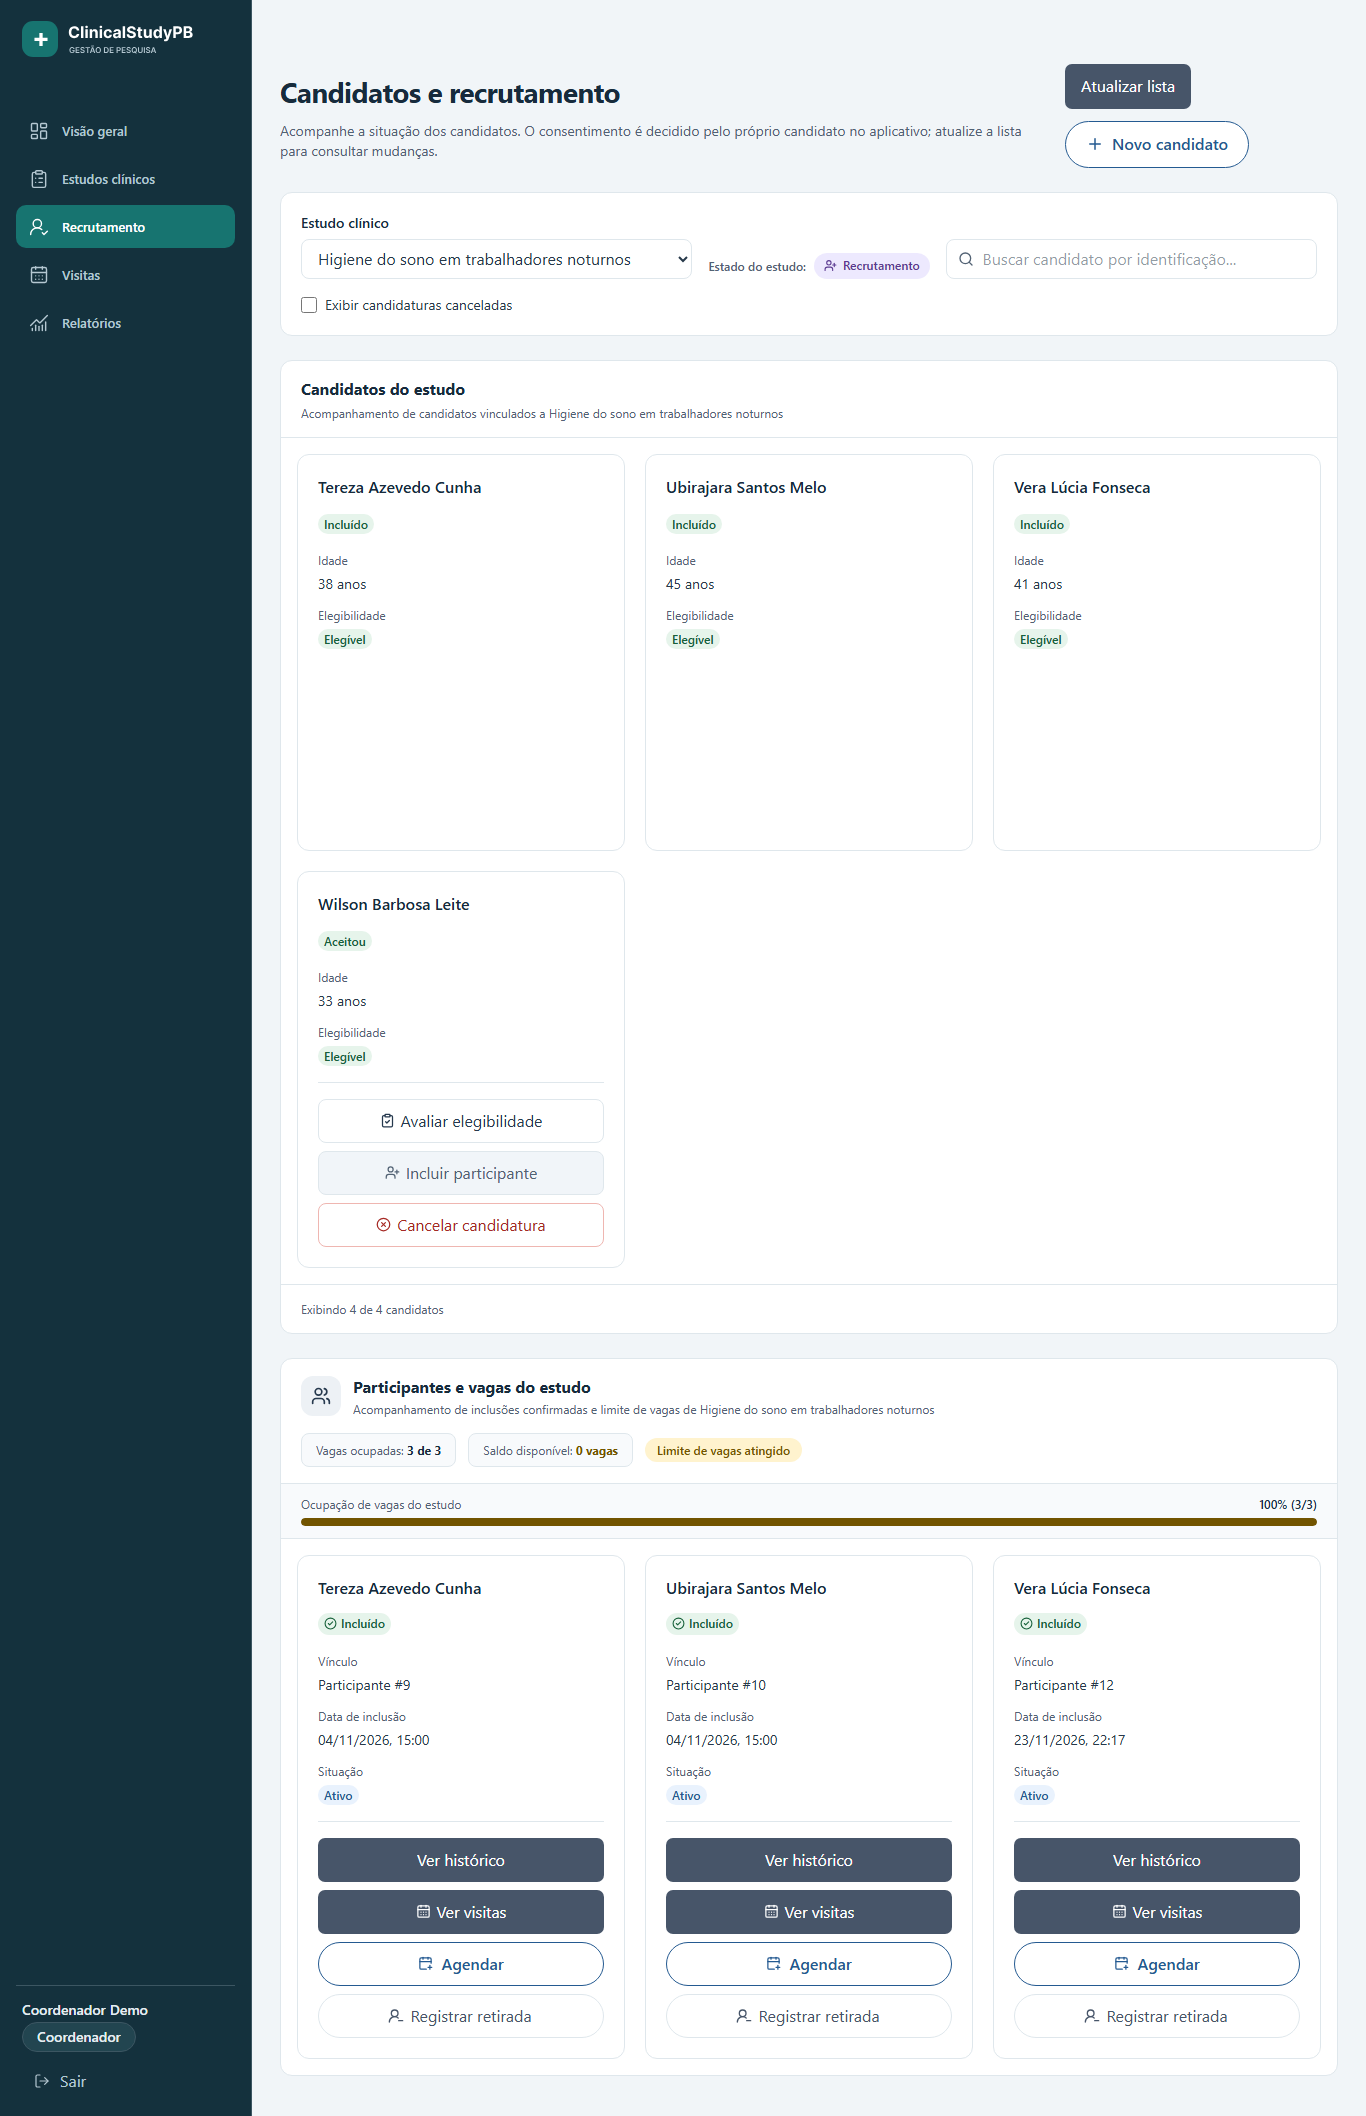 ClinicalStudyPB
GESTÃO DE PESQUISA
Visão geral
Estudos clínicos
Recrutamento
Visitas
Relatórios
Coordenador Demo
Coordenador
Sair
Candidatos e recrutamento
Acompanhe a situação dos candidatos. O consentimento é decidido pelo próprio candidato no aplicativo; atualize a lista
para consultar mudanças.
Atualizar lista
Novo candidato
Estudo clínico
Higiene do sono em trabalhadores noturnos
Estado do estudo: Recrutamento
Buscar candidato por identificação...
Exibir candidaturas canceladas
Candidatos do estudo
Acompanhamento de candidatos vinculados a Higiene do sono em trabalhadores noturnos
Tereza Azevedo Cunha
Incluído
Idade
38 anos
Elegibilidade
Elegível
Ubirajara Santos Melo
Incluído
Idade
45 anos
Elegibilidade
Elegível
Vera Lúcia Fonseca
Incluído
Idade
41 anos
Elegibilidade
Elegível
Wilson Barbosa Leite
Aceitou
Idade
33 anos
Elegibilidade
Elegível
Avaliar elegibilidade
Incluir participante
Cancelar candidatura
Exibindo 4 de 4 candidatos
Participantes e vagas do estudo
Acompanhamento de inclusões confirmadas e limite de vagas de Higiene do sono em trabalhadores noturnos
Vagas ocupadas: 3 de 3
Saldo disponível: 0 vagas
Limite de vagas atingido
Ocupação de vagas do estudo
100% (3/3)
Tereza Azevedo Cunha
Incluído
Vínculo
Participante #9
Data de inclusão
04/11/2026, 15:00
Situação
Ativo
Ver histórico
Ver visitas
Agendar
Registrar retirada
Ubirajara Santos Melo
Incluído
Vínculo
Participante #10
Data de inclusão
04/11/2026, 15:00
Situação
Ativo
Ver histórico
Ver visitas
Agendar
Registrar retirada
Vera Lúcia Fonseca
Incluído
Vínculo
Participante #12
Data de inclusão
23/11/2026, 22:17
Situação
Ativo
Ver histórico
Ver visitas
Agendar
Registrar retirada